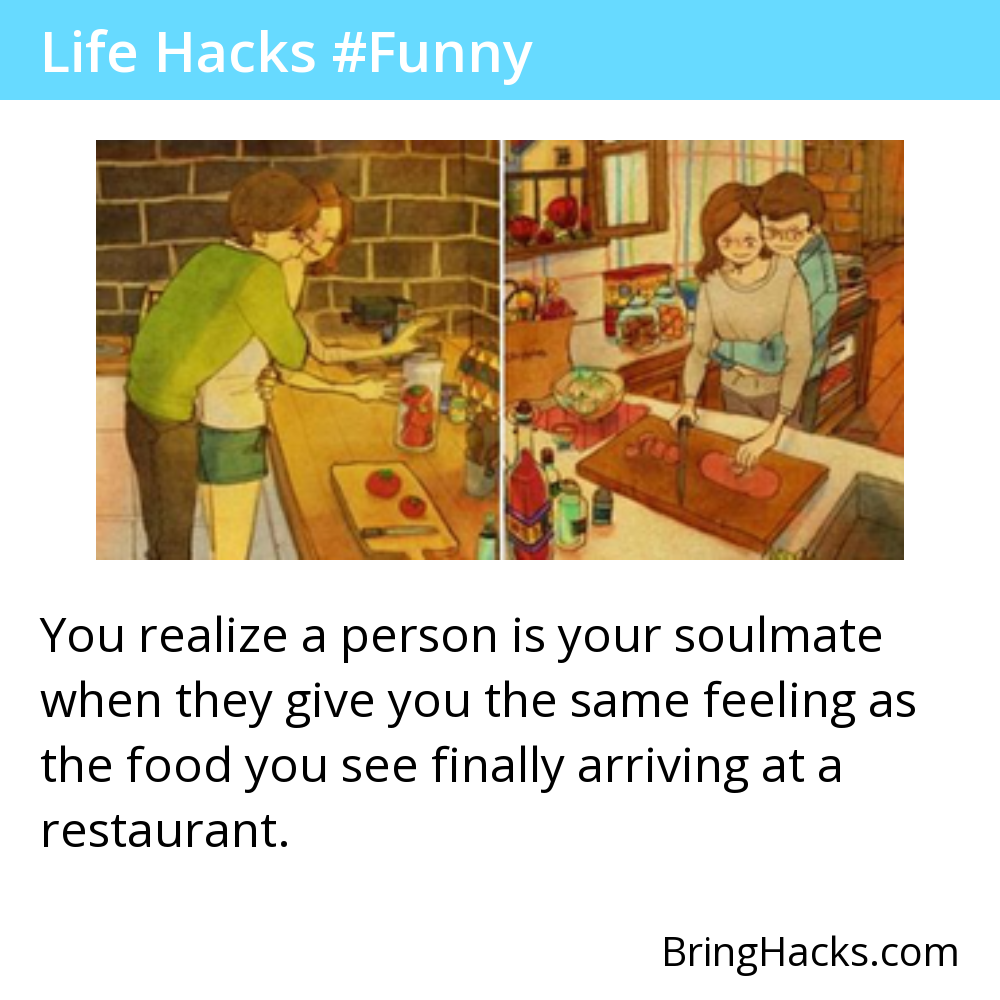 Life Hacks #Funny
You realize a person is your soulmate
when they give you the same feeling as
the food you see finally arriving at a
restaurant.
BringHacks.com